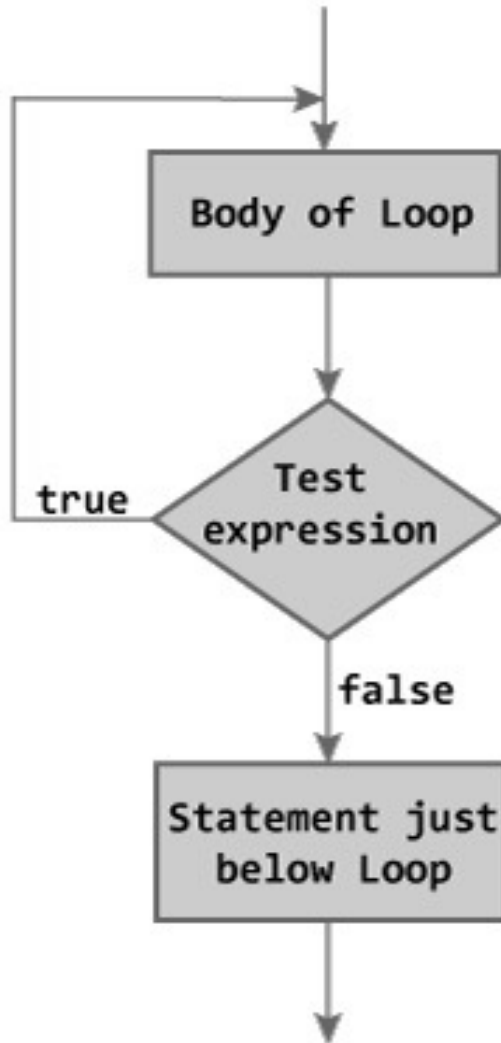 Body of Loop
Test
expression
true
false
Statement just
below Loop